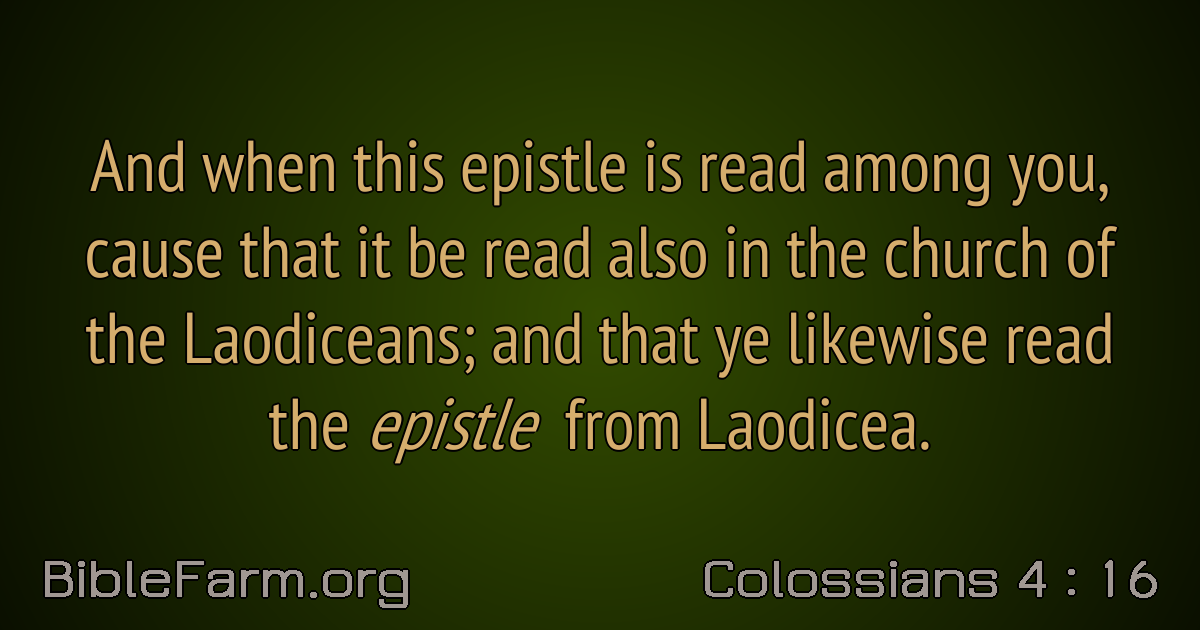 And when this epistle is read among you,
cause that it be read also in the church of
the Laodiceans; and that ye likewise read
the epistle from Laodicea.
BibleFarm.org
Colossians 4 : 16